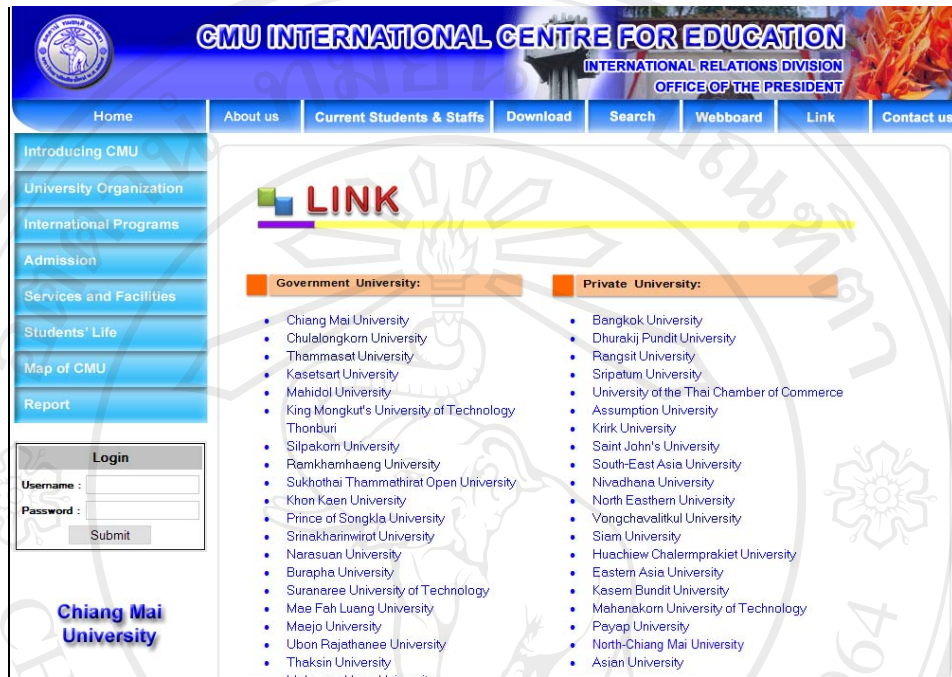 CMU INTERNATIONAL CENTRE FOR EDUCATION
INTERNATIONAL RELATIONS DIVISION
OFFICE OF THE PRESIDENT
Home
About us
Current Students & Staffs
Download
Search
Webboard
Link
Contact us
Introducing CMU
University Organization
International Programs
Admission
Services and Facilities
Students' Life
Map of CMU
Report
Login
Username :
Password :
Submit
Chiang Mai
University
LINK
Government University:
Chiang Mai University
Chulalongkorn University
Thammasat University
Kasetsart University
Mahidol University
King Mongkut's University of Technology
Thonburi
Silpakorn University
Ramkhamhaeng University
Sukhothai Thammathirat Open University
Khon Kaen University
Prince of Songkla University
Srinakharinwirot University
Narasuan University
Burapha University
Suranaree University of Technology
Mae Fah Luang University
Maejo University
Ubon Rajathanee University
Thaksin University
Private University:
Bangkok University
Dhurakij Pundit University
Rangsit University
Sripatum University
University of the Thai Chamber of Commerce
Assumption University
Krirk University
Saint John's University
South-East Asia University
Nivadhana University
North Easthern University
Vongchavalitkul University
Siam University
Huachiew Chalermprakiet University
Eastern Asia University
Kasem Bundit University
Mahanakorn University of Technology
Payap University
North-Chiang Mai University
Asian University